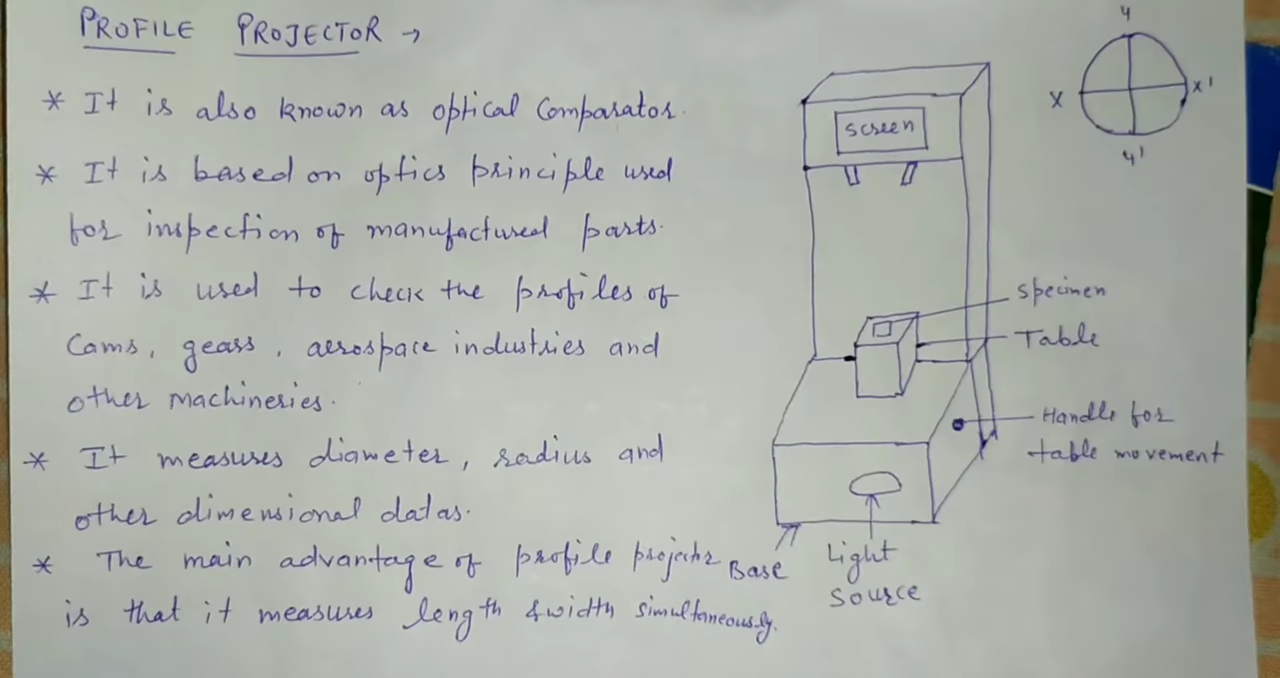 PROFILE PROJECTOR →
* It is also known as optical Comparator.
* It is based on optics principle used
for inspection of manufactured parts.
* It is used to check the profiles of
Cams, gears, aerospace industries and
other machineries.
* It measures diameter, radius and
other dimensional datas.
* The main advantage of profile projector
is that it measures length & width simultaneously.
y
x x'
y'
Screen
Specimen
Table
Handle for
table movement
Base
Light
Source